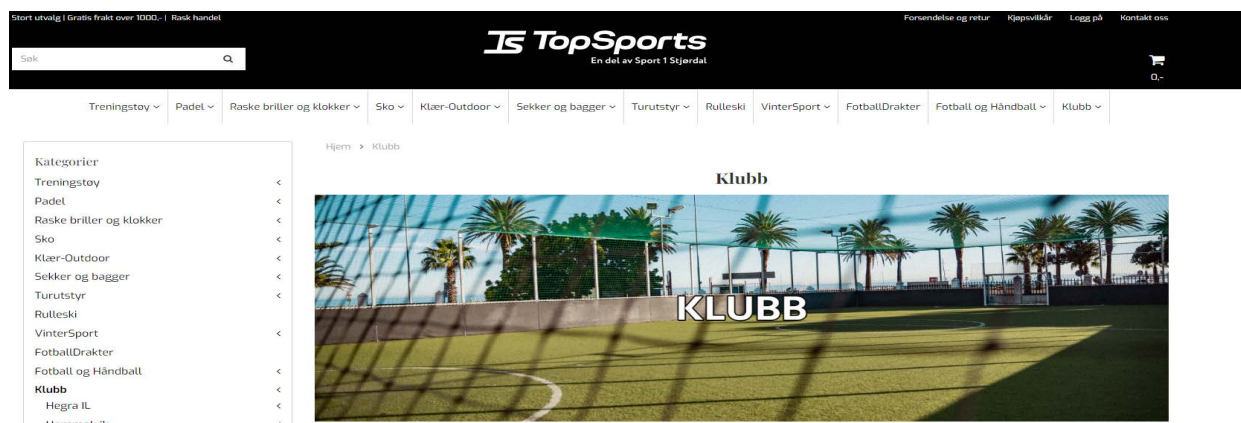 Stort utvalg | Gratis frakt over 1000,- | Rask handel
Forsendelse og retur Kjøpsvilkår Logg på Kontakt oss
TS TopSports
En del av Sport 1 Stjørdal
Søk
0,-
Treningstøy Padel Raske briller og klokker Sko Klær-Outdoor Sekker og bagger Turutstyr Rulleski VinterSport FotballDrakter Fotball og Håndball Klubb
Hjem > Klubb
Kategorier
Treningstøy <
Padel <
Raske briller og klokker <
Sko <
Klær-Outdoor <
Sekker og bagger <
Turutstyr <
Rulleski
VinterSport <
FotballDrakter
Fotball og Håndball <
Klubb <
Hegra IL <
Klubb
KLUBB